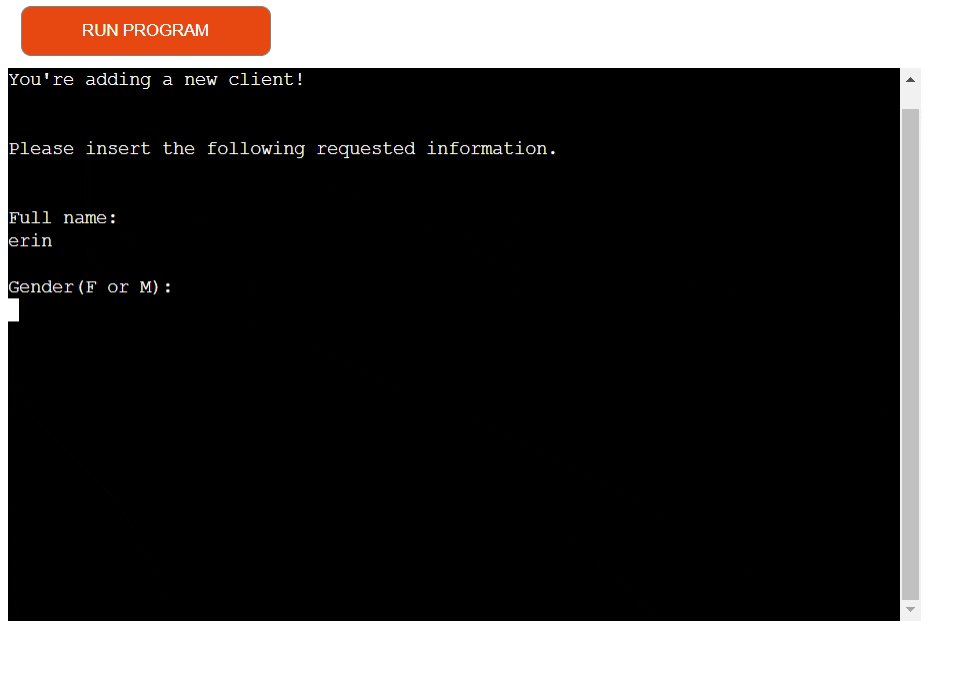 RUN PROGRAM
You're adding a new client!
Please insert the following requested information.
Full name:
erin
Gender(F or M):